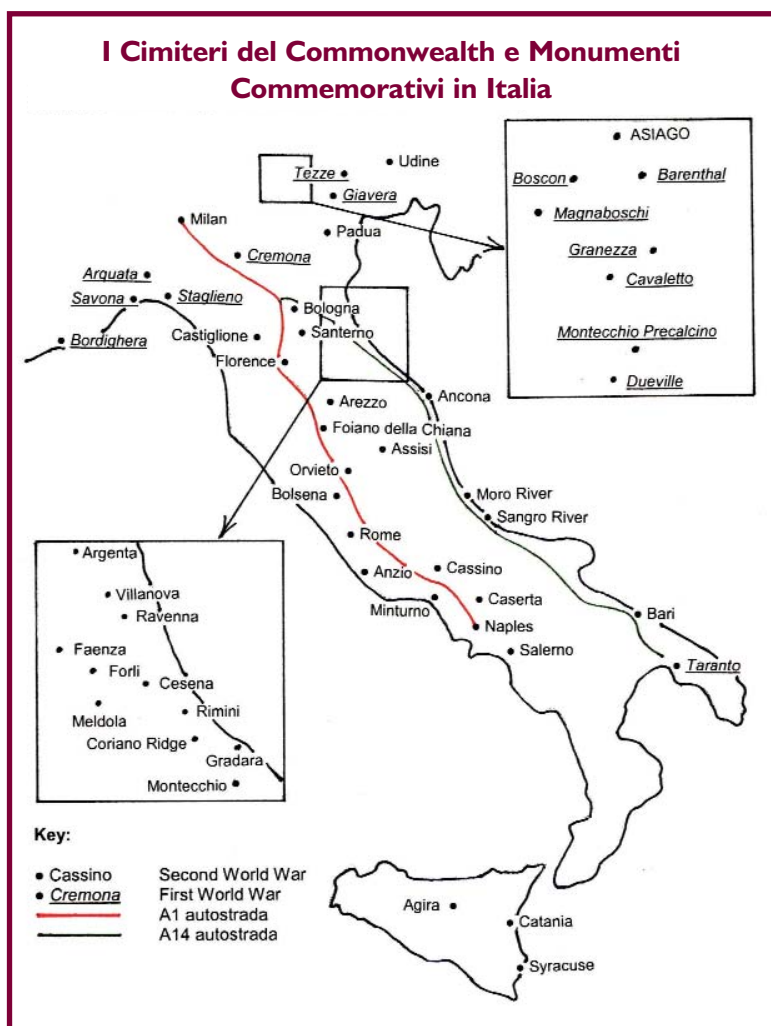 I Cimiteri del Commonwealth e Monumenti
Commemorativi in Italia
ASIAGO
Boscon
Barenthal
Magnaboschi
Granezza
Cavaletto
Montecchio Precalcino
Dueville
Udine
Tezze
Giavera
Milan
Padua
Cremona
Arquata
Savona
Staglieno
Bologna
Castiglione
Santerno
Bordighera
Florence
Arezzo
Ancona
Foiano della Chiana
Assisi
Orvieto
Bolsena
Moro River
Sangro River
Rome
Anzio
Cassino
Minturno
Caserta
Bari
Naples
Salerno
Taranto
Argenta
Villanova
Ravenna
Faenza
Forli
Cesena
Meldola
Rimini
Coriano Ridge
Gradara
Montecchio
Key:
Cassino Second World War
Cremona First World War
A1 autostrada
A14 autostrada
Agira
Catania
Syracuse